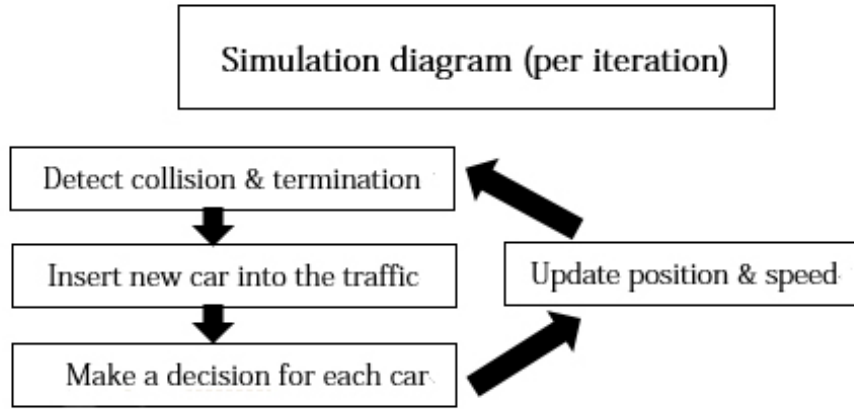 Simulation diagram (per iteration)
Detect collision & termination
Insert new car into the traffic
Make a decision for each car
Update position & speed